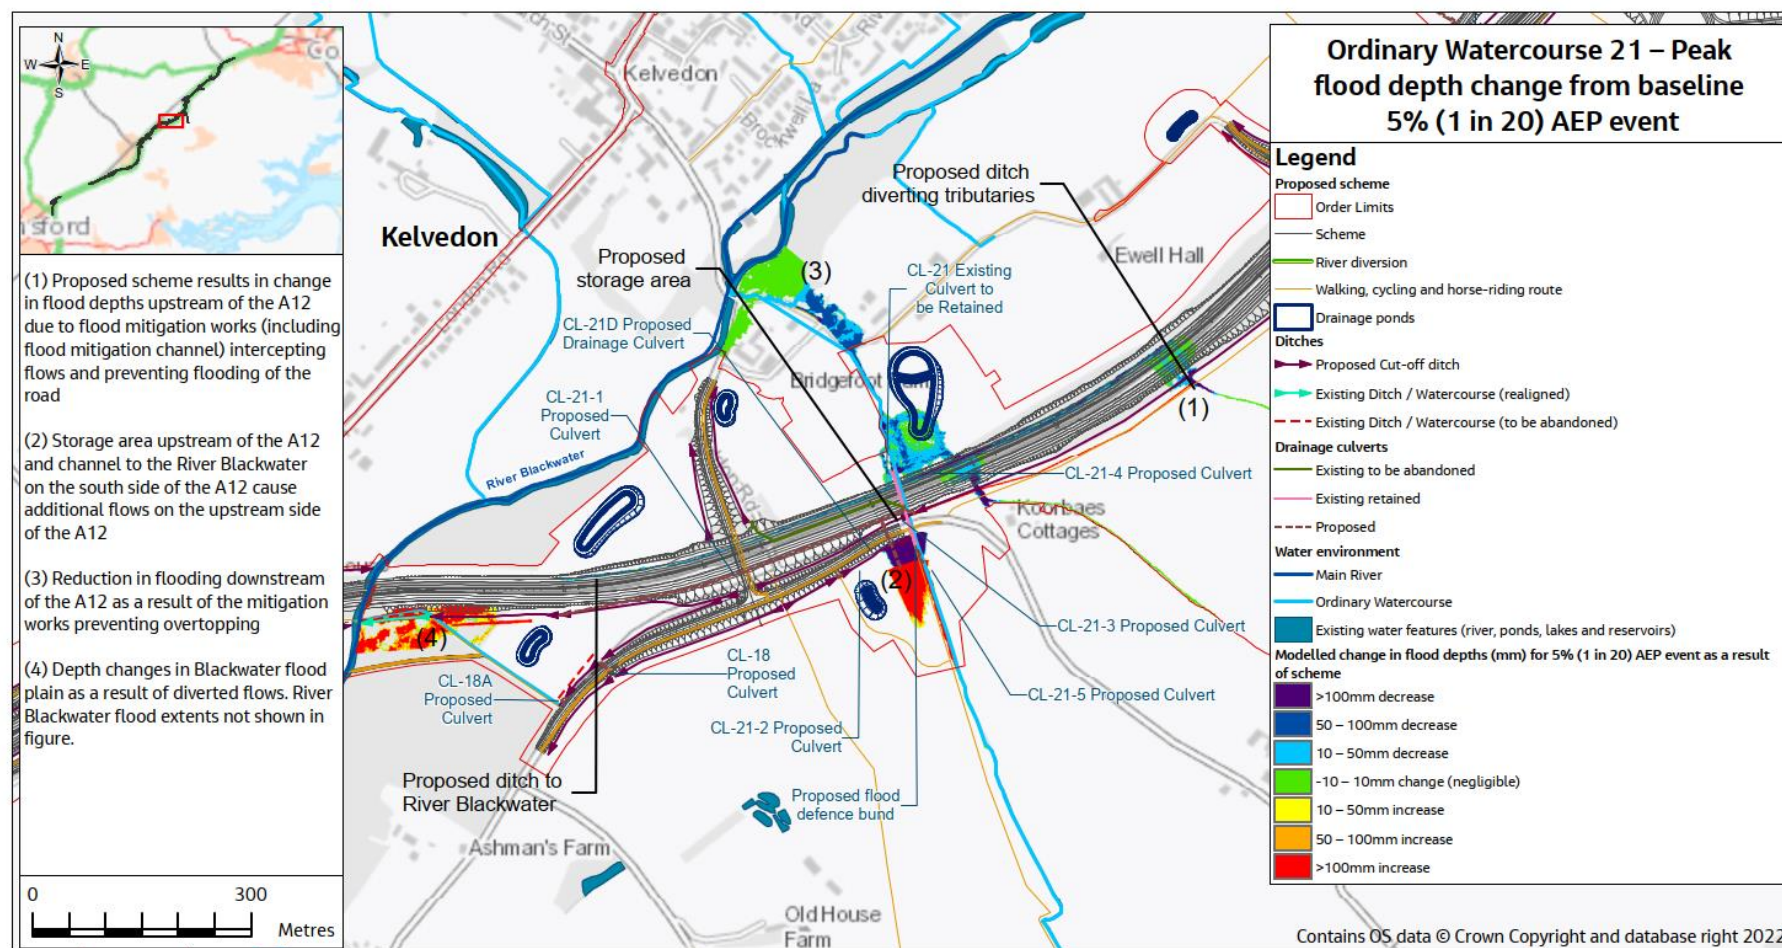 Ordinary Watercourse 21 – Peak
flood depth change from baseline
5% (1 in 20) AEP event
Legend
Proposed scheme
Order Limits
Scheme
River diversion
Walking, cycling and horse-riding route
Drainage ponds
Ditches
Proposed Cut-off ditch
Existing Ditch / Watercourse (realigned)
Existing Ditch / Watercourse (to be abandoned)
Drainage culverts
Existing to be abandoned
Existing retained
Proposed
Water environment
Main River
Ordinary Watercourse
Existing water features (river, ponds, lakes and reservoirs)
Modelled change in flood depths (mm) for 5% (1 in 20) AEP event as a result
of scheme
>100mm decrease
50 – 100mm decrease
10 – 50mm decrease
-10 – 10mm change (negligible)
10 – 50mm increase
50 – 100mm increase
>100mm increase
Contains OS data © Crown Copyright and database right 2022
N
W
E
S
Co
sford
(1) Proposed scheme results in change
in flood depths upstream of the A12
due to flood mitigation works (including
flood mitigation channel) intercepting
flows and preventing flooding of the
road
(2) Storage area upstream of the A12
and channel to the River Blackwater
on the south side of the A12 cause
additional flows on the upstream side
of the A12
(3) Reduction in flooding downstream
of the A12 as a result of the mitigation
works preventing overtopping
(4) Depth changes in Blackwater flood
plain as a result of diverted flows. River
Blackwater flood extents not shown in
figure.
0
300
Metres
Kelvedon
Brockwell La
Kelvedon
Proposed ditch
diverting tributaries
Ewell Hall
Proposed
storage area
(3)
CL-21 Existing
Culvert to
be Retained
CL-21D Proposed
Drainage Culvert
Bridgefoot
(1)
CL-21-1
Proposed
Culvert
River Blackwater
CL-21-4 Proposed Culvert
Cottages
(2)
(4)
CL-21-3 Proposed Culvert
CL-18
Proposed
Culvert
CL-18A
Proposed
Culvert
CL-21-5 Proposed Culvert
CL-21-2 Proposed
Culvert
Proposed ditch to
River Blackwater
Proposed flood
defence bund
Ashman's Farm
Old House
Farm